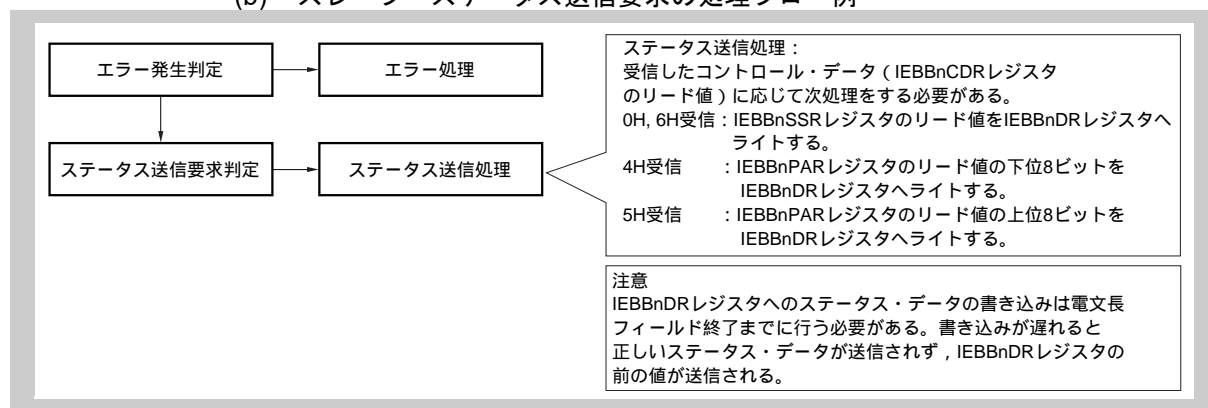 (b) スレーブ・ステータス送信要求の処理フロー例
エラー発生判定
エラー処理
ステータス送信要求判定
ステータス送信処理
ステータス送信処理：
受信したコントロール・データ（IEBBnCDRレジスタ
のリード値）に応じて次処理をする必要がある。
0H, 6H受信：IEBBnSSRレジスタのリード値をIEBBnDRレジスタへ
ライトする。
4H受信　　：IEBBnPARレジスタのリード値の下位8ビットを
IEBBnDRレジスタへライトする。
5H受信　　：IEBBnPARレジスタのリード値の上位8ビットを
IEBBnDRレジスタへライトする。
注意
IEBBnDRレジスタへのステータス・データの書き込みは電文長
フィールド終了までに行う必要がある。書き込みが遅れると
正しいステータス・データが送信されず，IEBBnDRレジスタの
前の値が送信される。